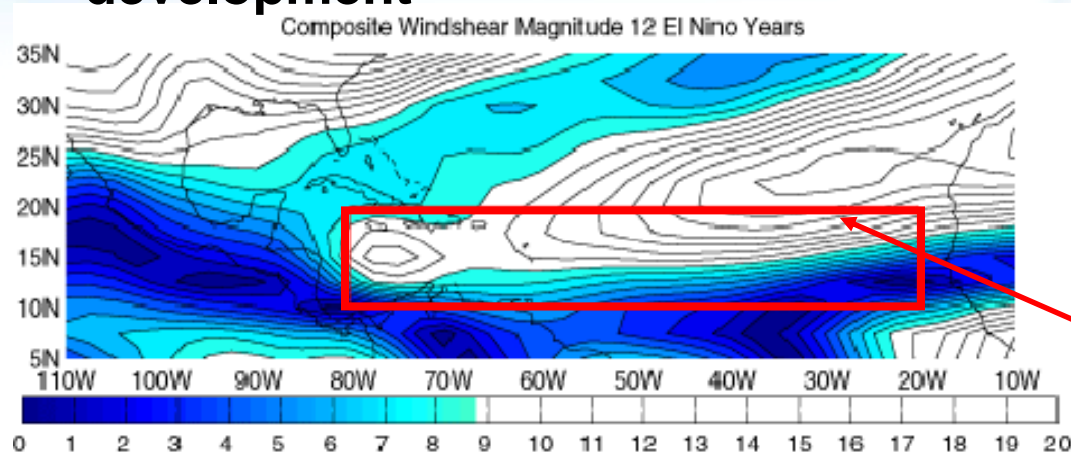 development
Composite Windshear Magnitude 12 El Nino Years
35N
30N
25N
20N
15N
10N
5N
110W 100W 90W 80W 70W 60W 50W 40W 30W 20W 10W
0 1 2 3 4 5 6 7 8 9 10 11 12 13 14 15 16 17 18 19 20